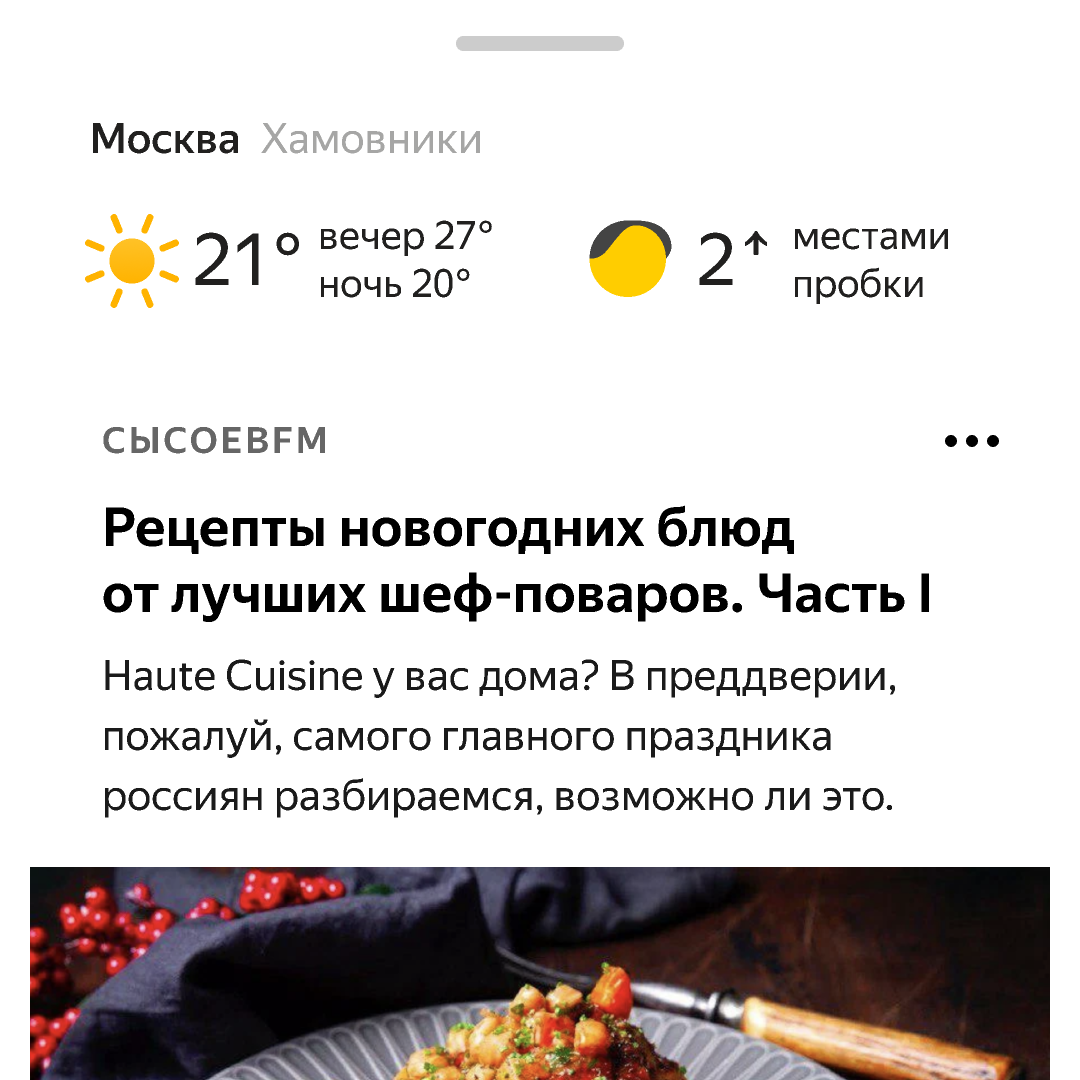 Москва Хамовники
21° вечер 27°
ночь 20°
2↑ местами
пробки
СЫСОЕВFM
Рецепты новогодних блюд
от лучших шеф-поваров. Часть I
Haute Cuisine у вас дома? В преддверии,
пожалуй, самого главного праздника
россиян разбираемся, возможно ли это.